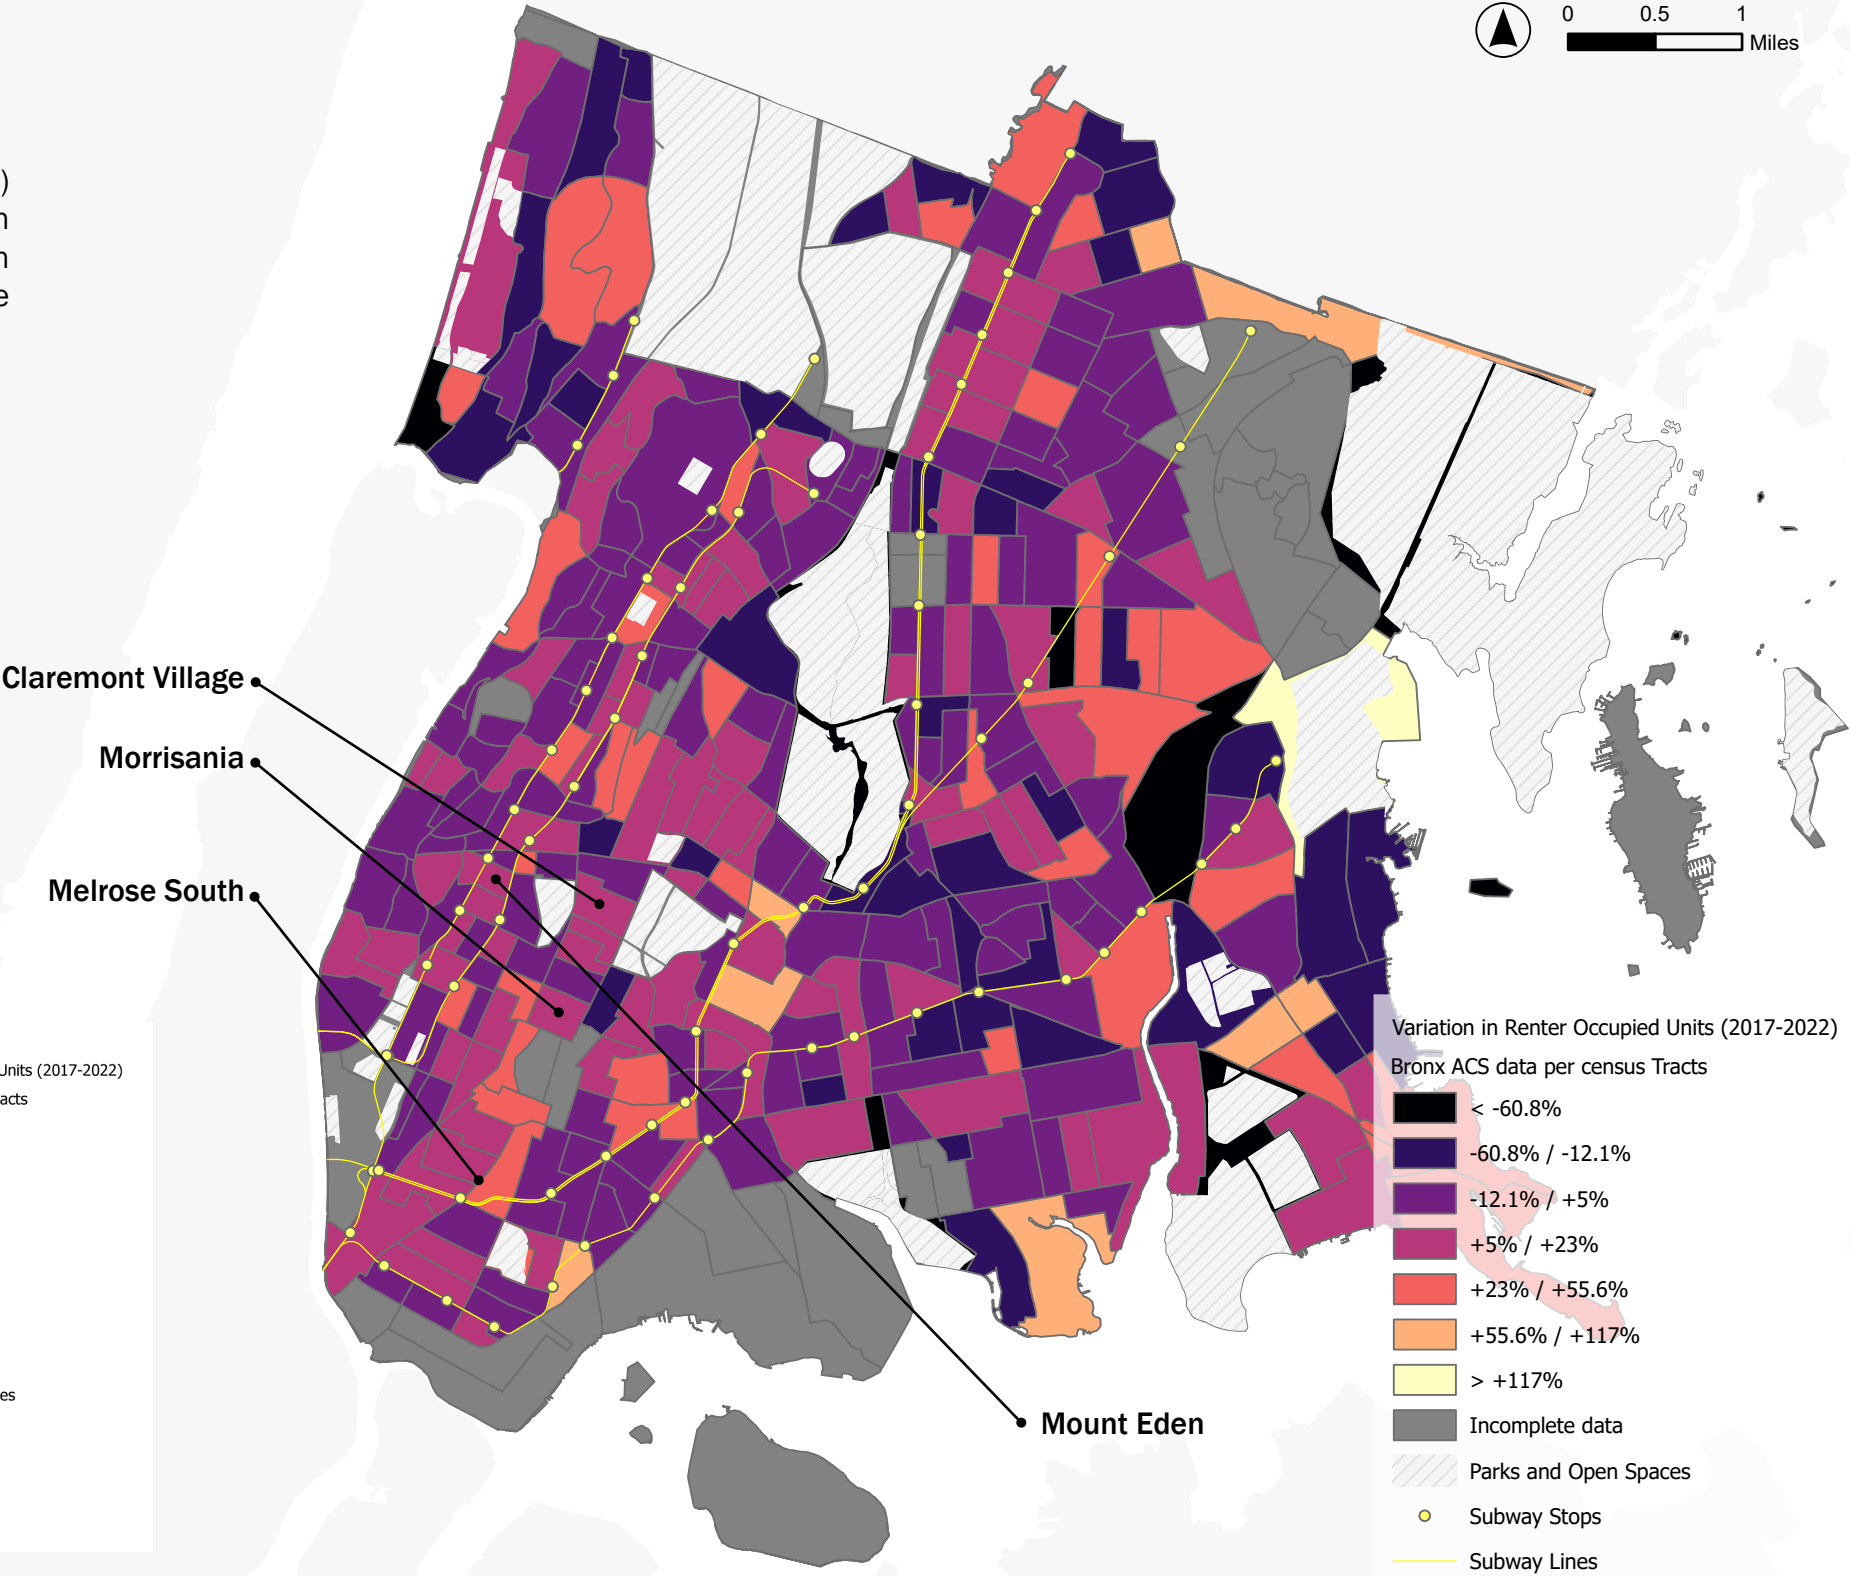 0 0.5 1
Miles
)
n
n
e
Claremont Village
Morrisania
Melrose South
Mount Eden
Units (2017-2022)
acts
es
Variation in Renter Occupied Units (2017-2022)
Bronx ACS data per census Tracts
< -60.8%
-60.8% / -12.1%
-12.1% / +5%
+5% / +23%
+23% / +55.6%
+55.6% / +117%
> +117%
Incomplete data
Parks and Open Spaces
Subway Stops
Subway Lines